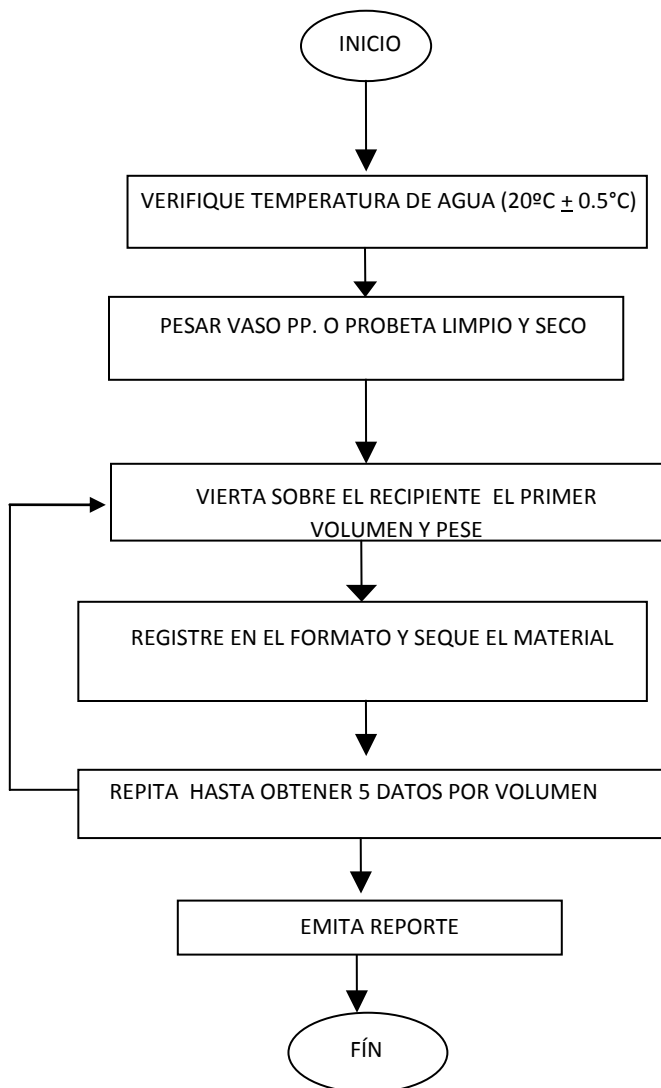 INICIO
VERIFIQUE TEMPERATURA DE AGUA (20ºC ± 0.5°C)
PESAR VASO PP. O PROBETA LIMPIO Y SECO
VIERTA SOBRE EL RECIPIENTE EL PRIMER
VOLUMEN Y PESE
REGISTRE EN EL FORMATO Y SEQUE EL MATERIAL
REPITA HASTA OBTENER 5 DATOS POR VOLUMEN
EMITA REPORTE
FÍN